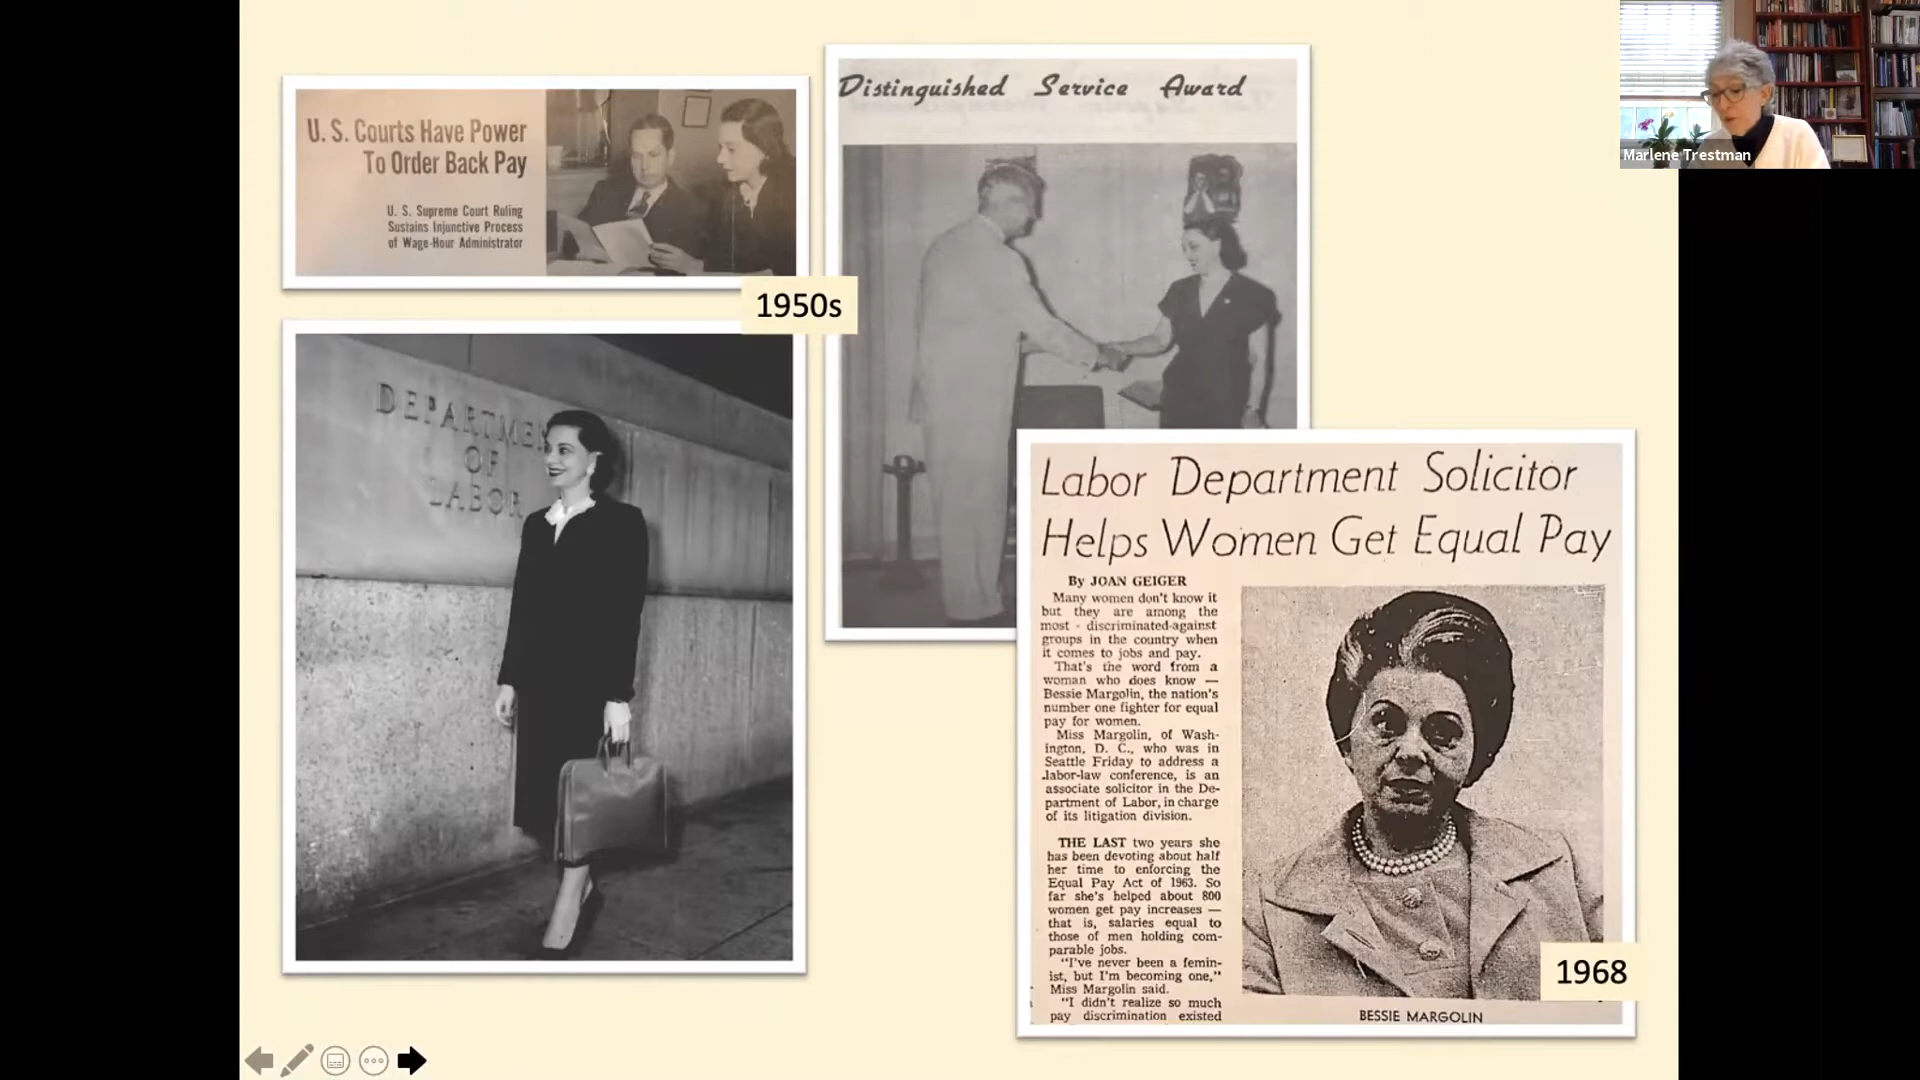 U. S. Courts Have Power
To Order Back Pay
U. S. Supreme Court Ruling
Sustains Injunctive Process
of Wage-Hour Administrator
1950s
DEPARTMEN
OF
LABOR
Distinguished Service Award
Labor Department Solicitor
Helps Women Get Equal Pay
By JOAN GEIGER
Many women don't know it
but they are among the
most - discriminated-against
groups in the country when
it comes to jobs and pay.
That's the word from a
woman who does know —
Bessie Margolin, the nation's
number one fighter for equal
pay for women.
Miss Margolin, of Wash-
ington, D. C., who was in
Seattle Friday to address a
labor-law conference, is an
associate solicitor in the De-
partment of Labor, in charge
of its litigation division.
THE LAST two years she
has been devoting about half
her time to enforcing the
Equal Pay Act of 1963. So
far she's helped about 800
women get pay increases —
that is, salaries equal to
those of men holding com-
parable jobs.
"I've never been a femin-
ist, but I'm becoming one,"
Miss Margolin said.
"I didn't realize so much
pay discrimination existed
1968
BESSIE MARGOLIN
Marlene Trestman